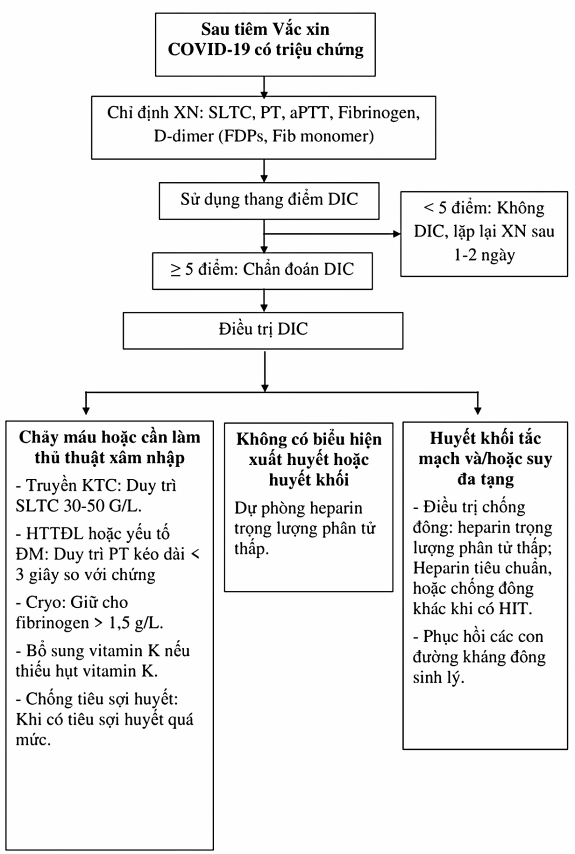 Sau tiêm Vắc xin
COVID-19 có triệu chứng
Chỉ định XN: SLTC, PT, aPTT, Fibrinogen,
D-dimer (FDPs, Fib monomer)
Sử dụng thang điểm DIC
< 5 điểm: Không
DIC, lặp lại XN sau
1-2 ngày
≥ 5 điểm: Chẩn đoán DIC
Điều trị DIC
Chảy máu hoặc cần làm
thủ thuật xâm nhập
- Truyền KTC: Duy trì
SLTC 30-50 G/L.
- HTTĐL hoặc yếu tố
ĐM: Duy trì PT kéo dài <
3 giây so với chứng
- Cryo: Giữ cho
fibrinogen > 1,5 g/L.
- Bổ sung vitamin K nếu
thiếu hụt vitamin K.
- Chống tiêu sợi huyết:
Khi có tiêu sợi huyết quá
mức.
Không có biểu hiện
xuất huyết hoặc
huyết khối
Dự phòng heparin
trọng lượng phân tử
thấp.
Huyết khối tắc
mạch và/hoặc suy
đa tạng
- Điều trị chống
đông: heparin trọng
lượng phân tử thấp;
Heparin tiêu chuẩn,
hoặc chống đông
khác khi có HIT.
- Phục hồi các con
đường kháng đông
sinh lý.